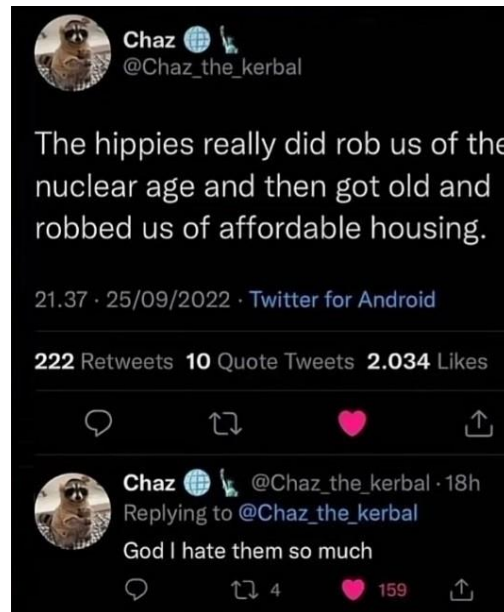 Chaz 🌐🗽
@Chaz_the_kerbal
The hippies really did rob us of the
nuclear age and then got old and
robbed us of affordable housing.
21.37 · 25/09/2022 · Twitter for Android
222 Retweets 10 Quote Tweets 2.034 Likes
Chaz 🌐🗽 @Chaz_the_kerbal · 18h
Replying to @Chaz_the_kerbal
God I hate them so much
4 159